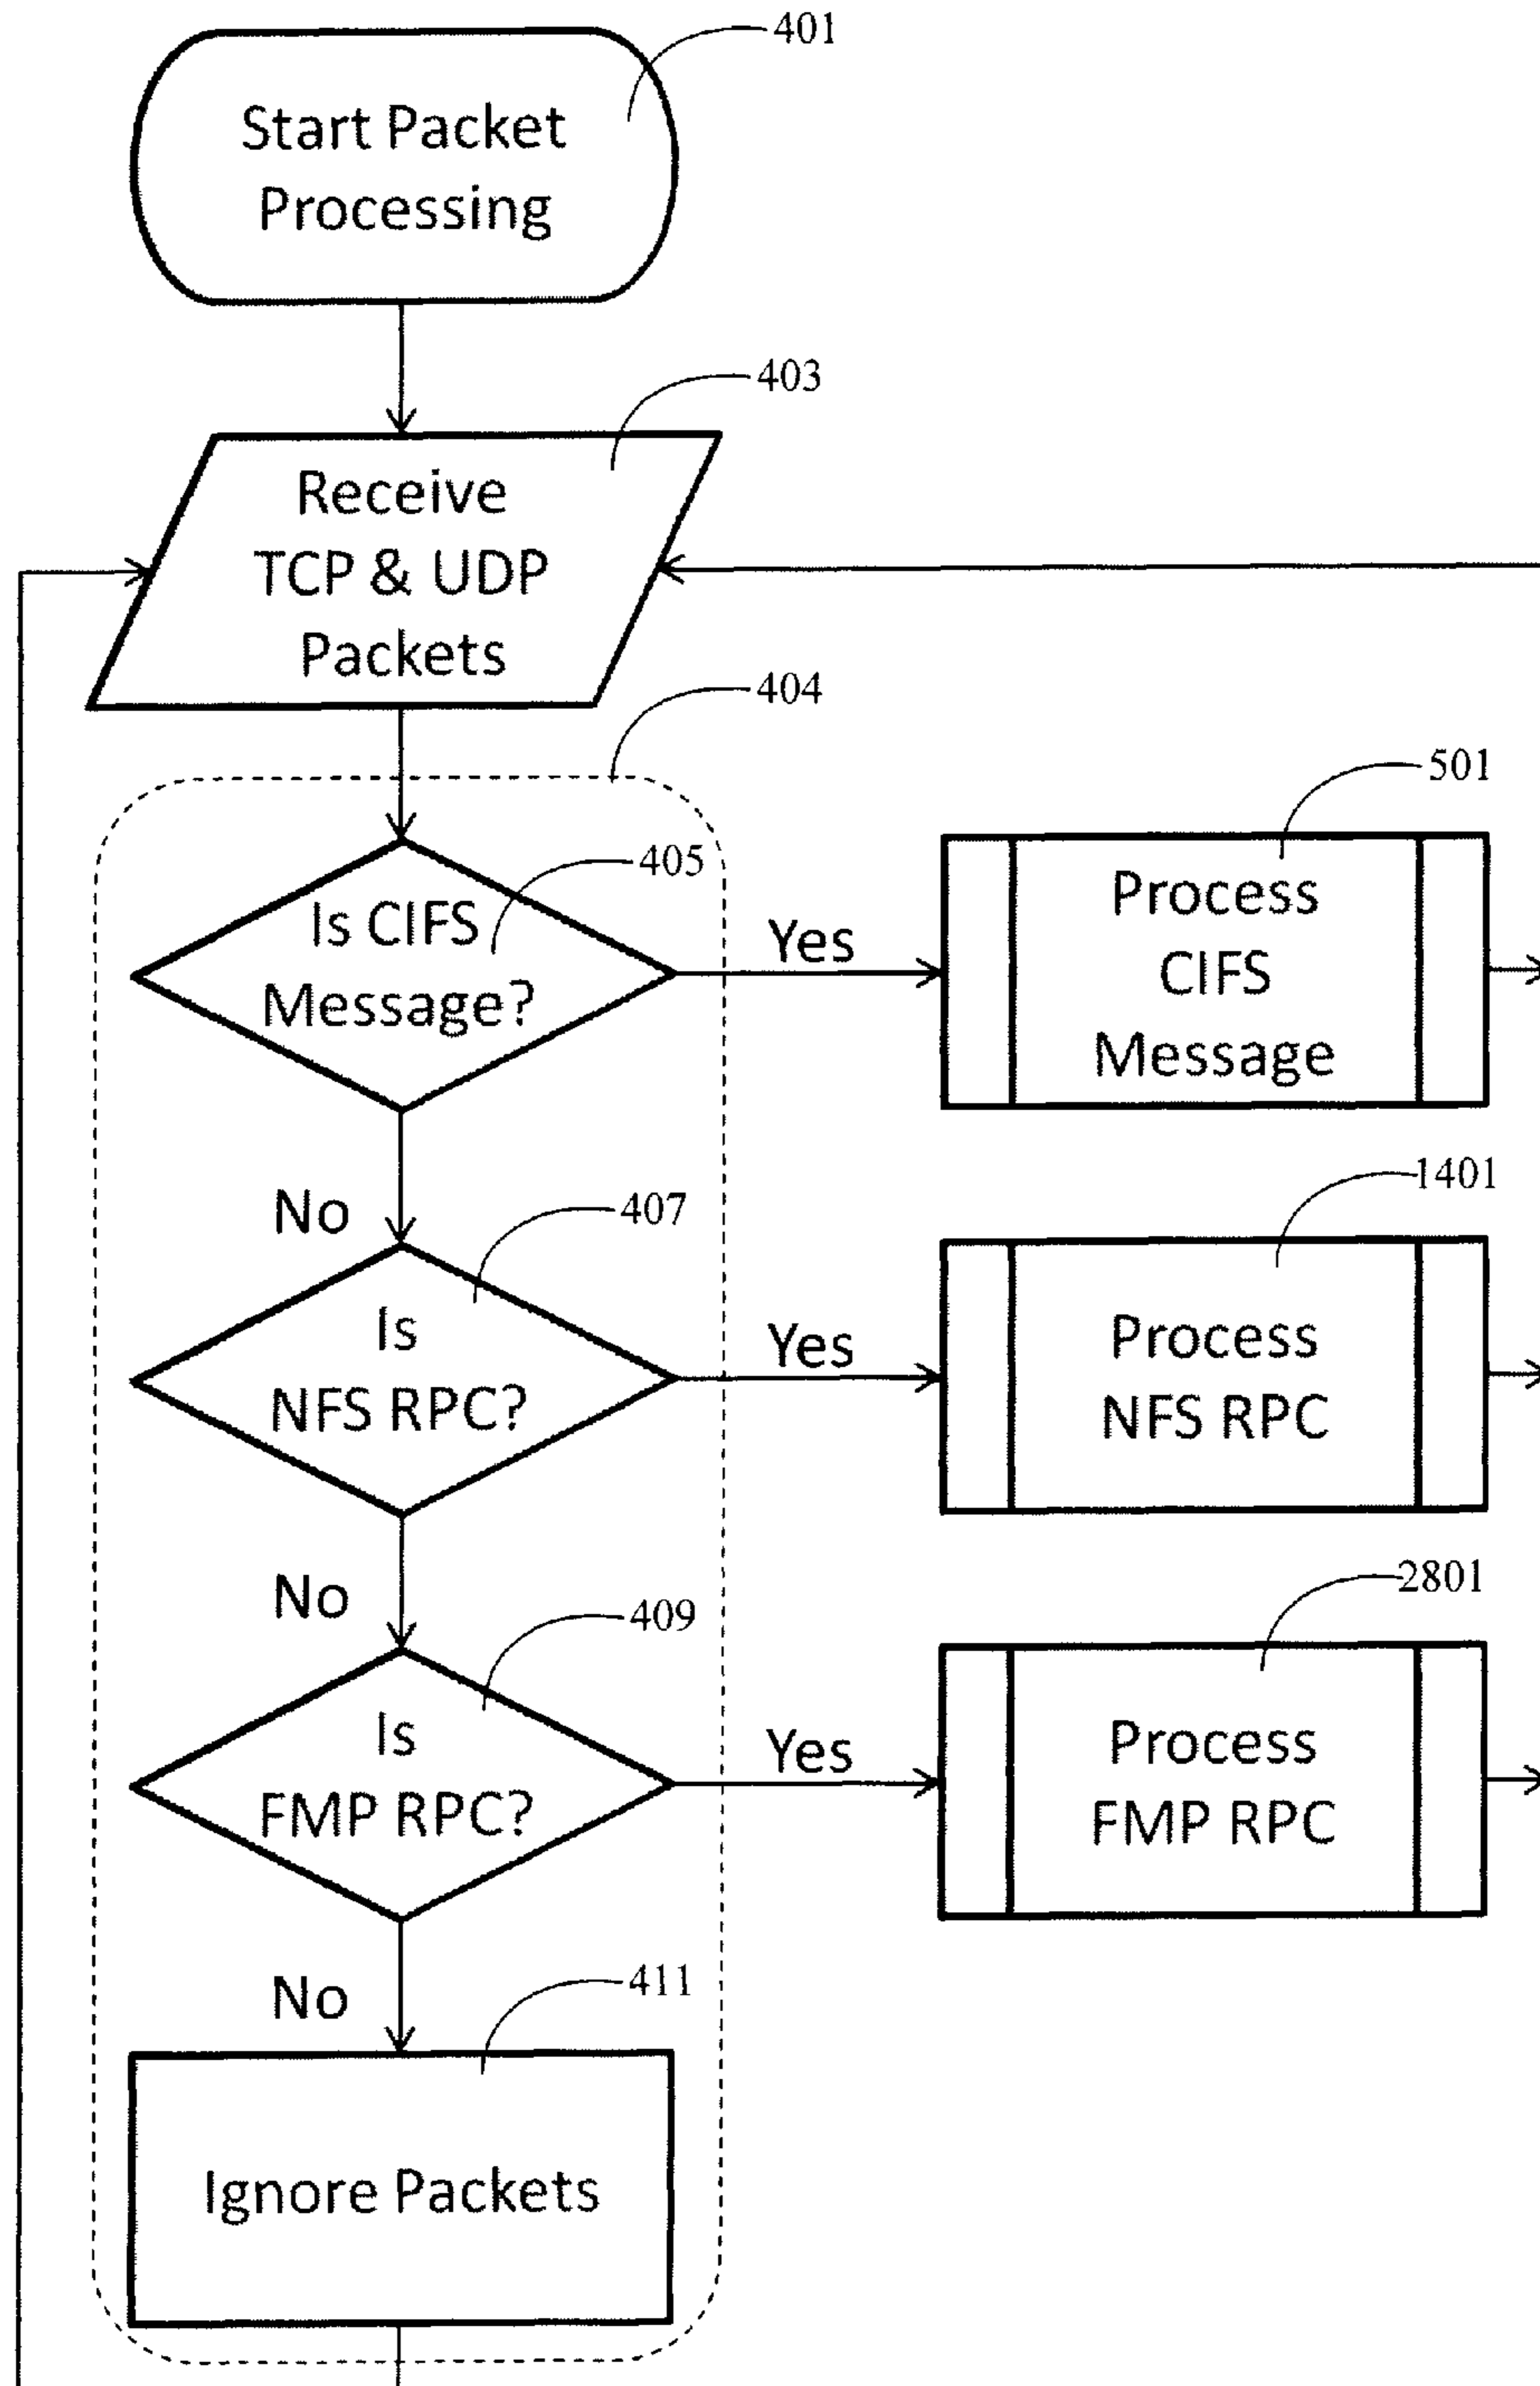 401
Start Packet
Processing
403
Receive
TCP & UDP
Packets
404
405
Is CIFS
Message?
Yes
501
Process
CIFS
Message
No
407
Is
NFS RPC?
Yes
1401
Process
NFS RPC
No
409
Is
FMP RPC?
Yes
2801
Process
FMP RPC
No
411
Ignore Packets